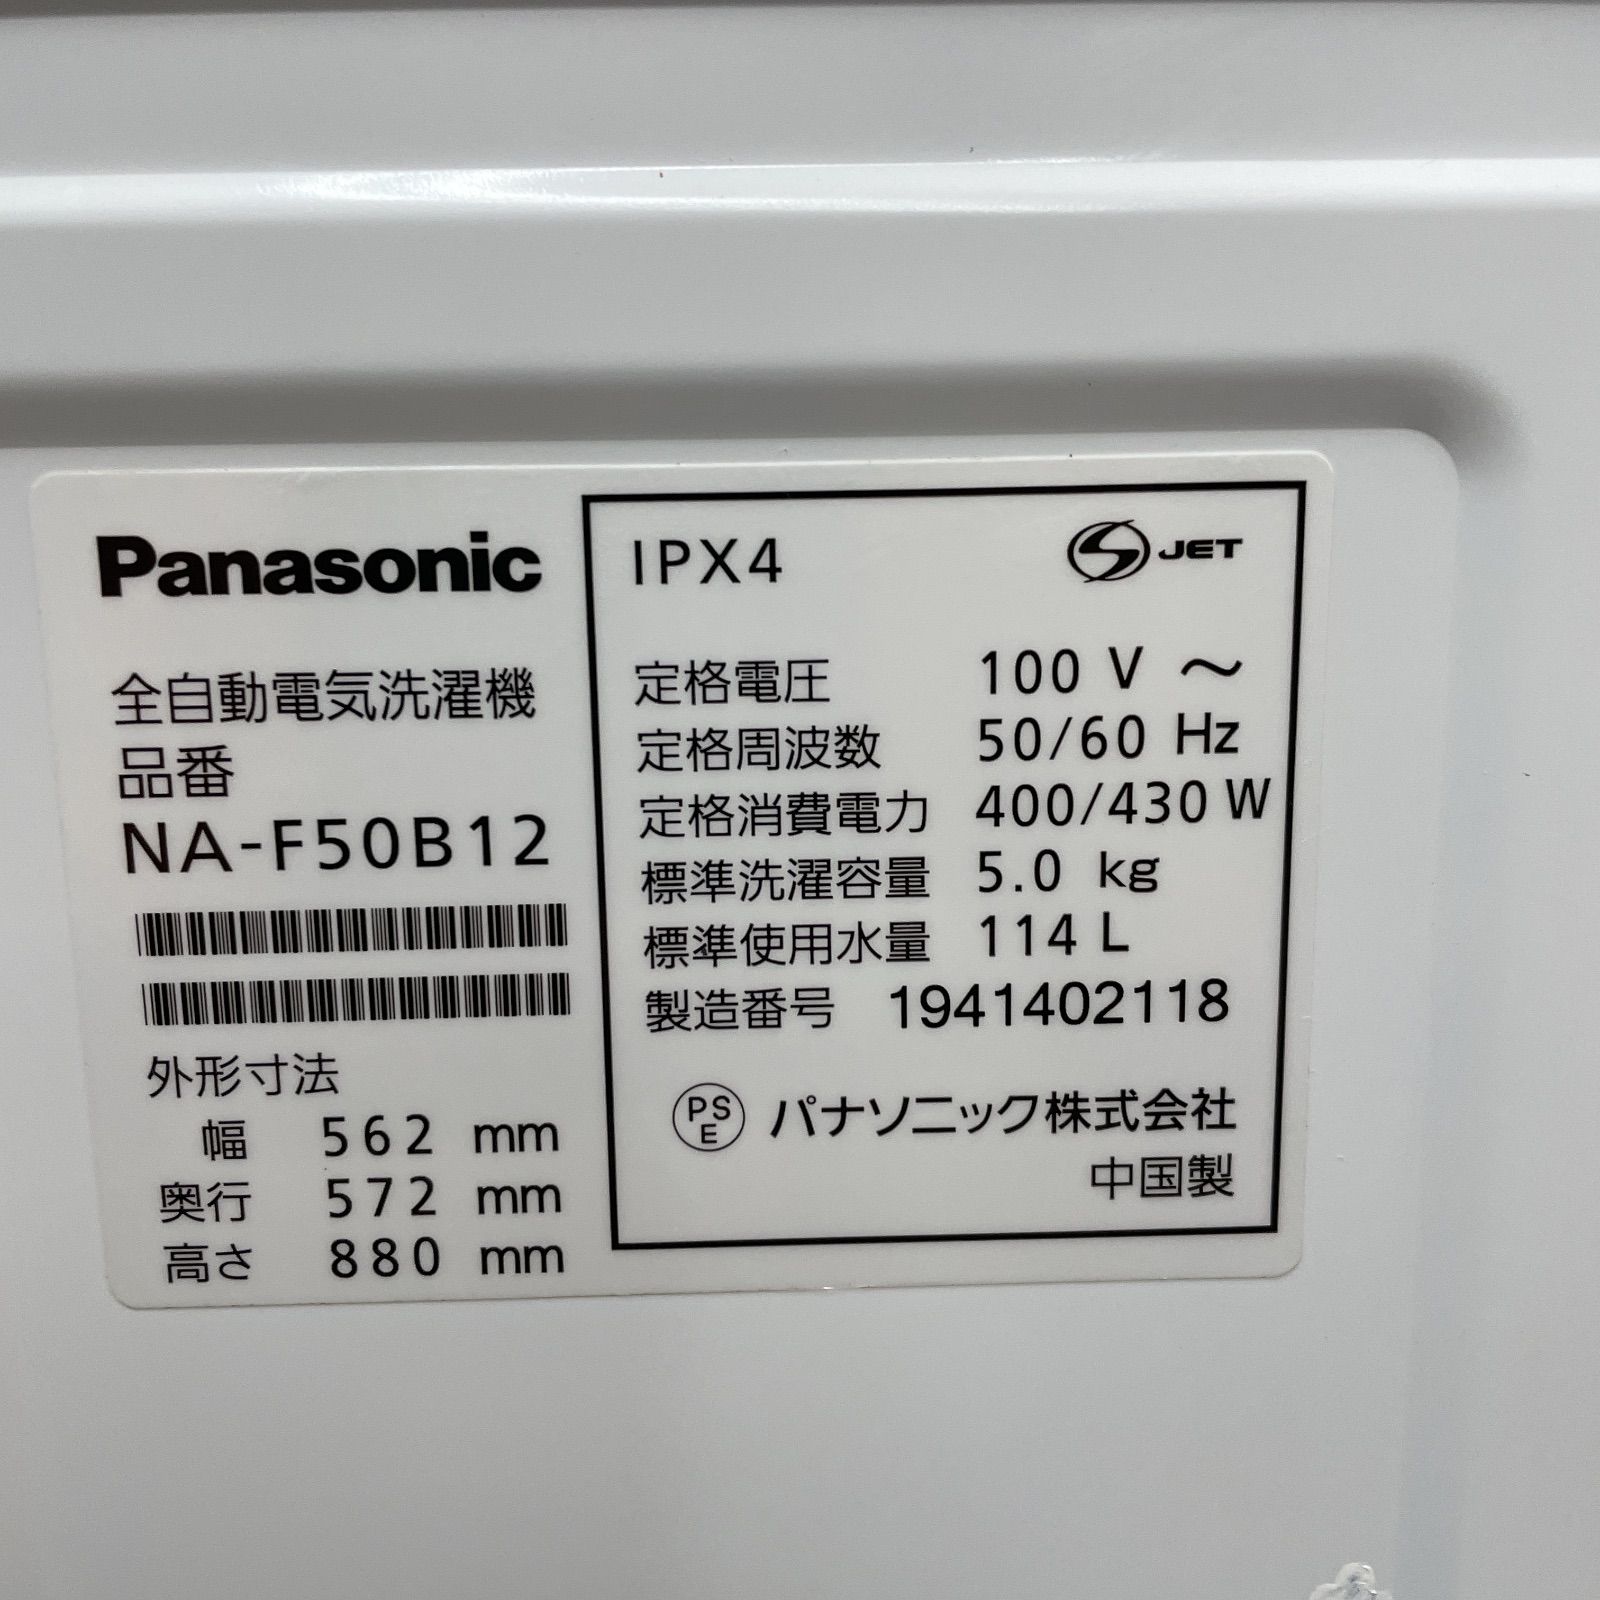 Panasonic
全自動電気洗濯機
品番
NA-F50B12
外形寸法
幅 562 mm
奥行 572 mm
高さ 880 mm
IPX4
S JET
定格電圧 100 V ～
定格周波数 50/60 Hz
定格消費電力 400/430 W
標準洗濯容量 5.0 kg
標準使用水量 114 L
製造番号 1941402118
PS
E
パナソニック株式会社
中国製